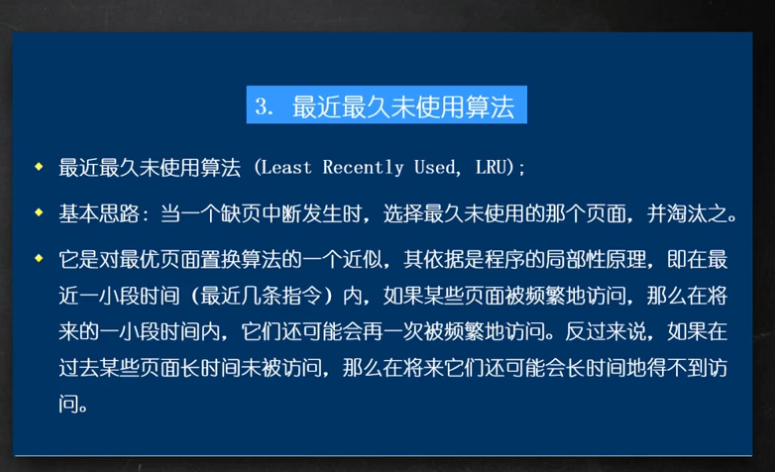 3. 最近最久未使用算法
最近最久未使用算法 (Least Recently Used, LRU);
基本思路: 当一个缺页中断发生时, 选择最久未使用的那个页面, 并淘汰之。
它是对最优页面置换算法的一个近似, 其依据是程序的局部性原理, 即在最
近一小段时间 (最近几条指令) 内, 如果某些页面被频繁地访问, 那么在将
来的一小段时间内, 它们还可能会再一次被频繁地访问。反过来说, 如果在
过去某些页面长时间未被访问, 那么在将来它们还可能会长时间地得不到访
问。